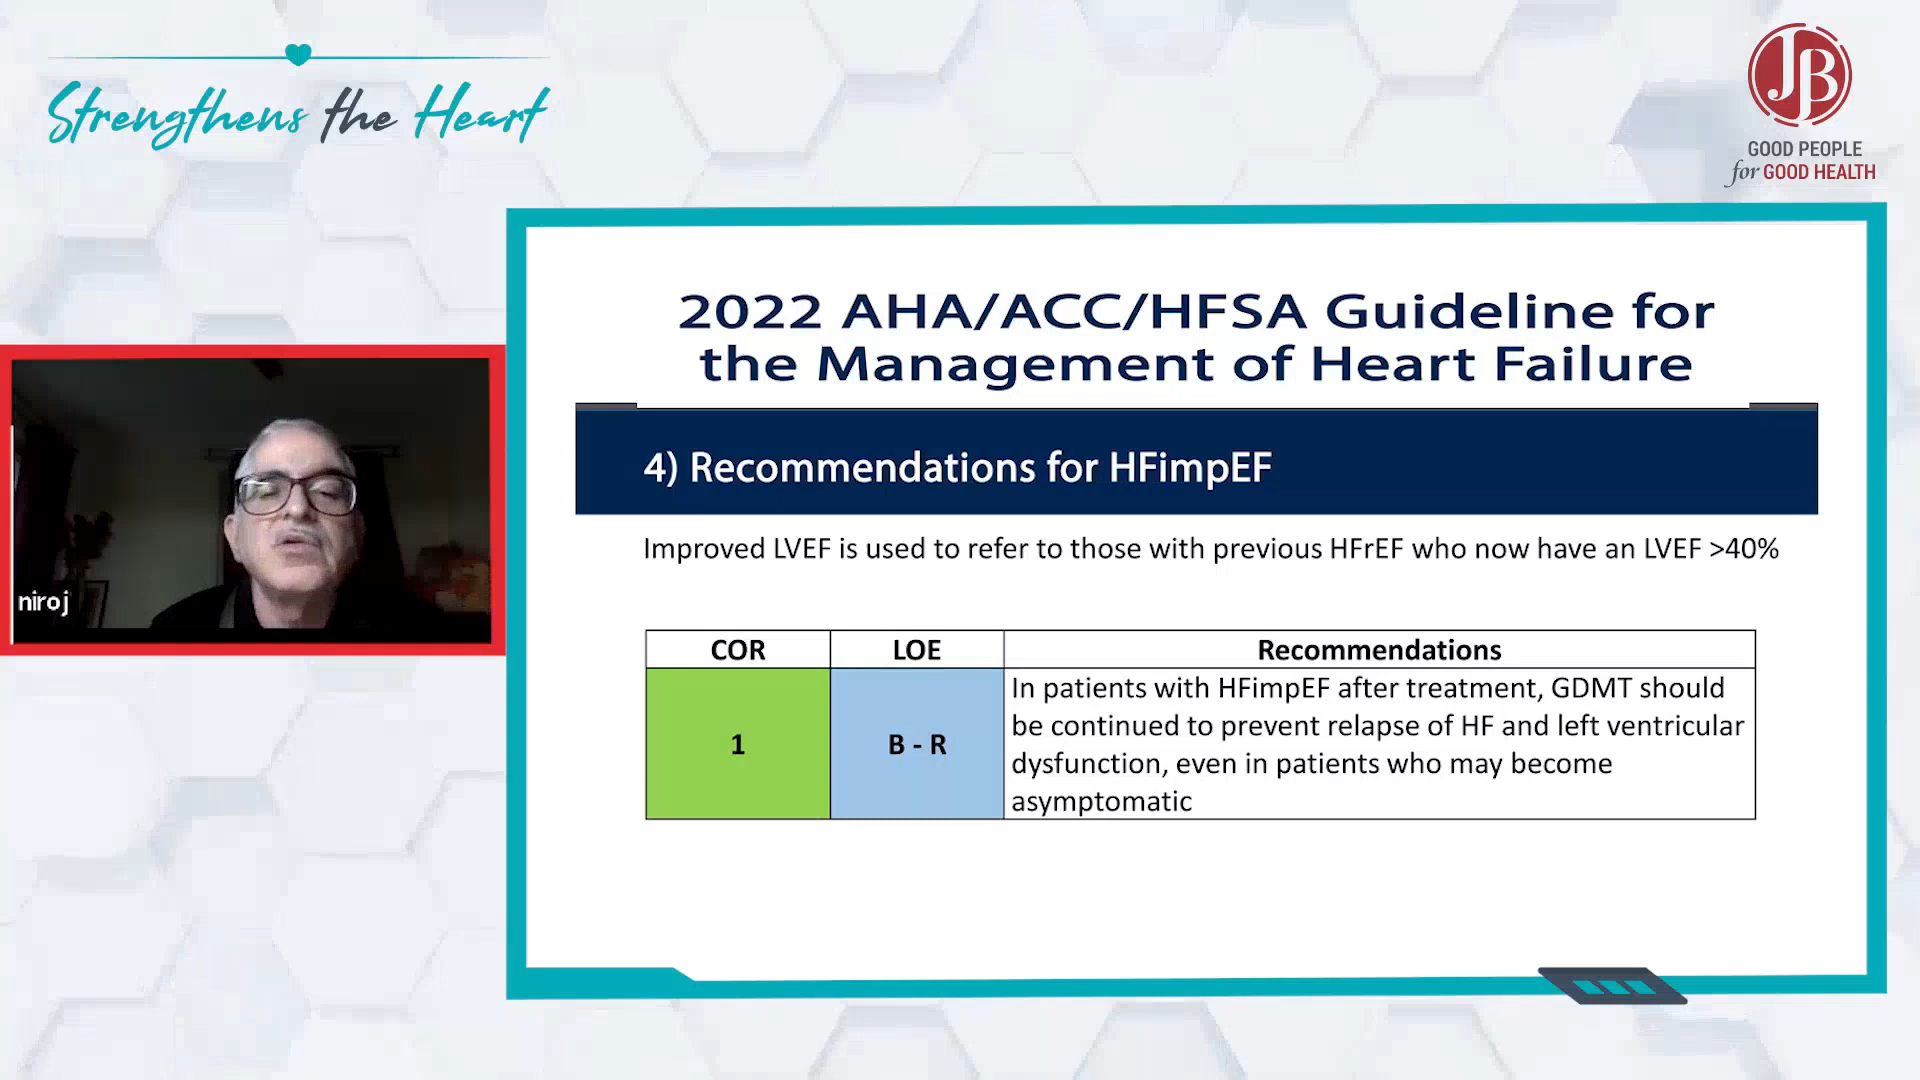 Strengthens the Heart
JB
GOOD PEOPLE
for GOOD HEALTH
2022 AHA/ACC/HFSA Guideline for
the Management of Heart Failure
4) Recommendations for HFimpEF
Improved LVEF is used to refer to those with previous HFrEF who now have an LVEF >40%
COR LOE Recommendations
1 B - R In patients with HFimpEF after treatment, GDMT should
be continued to prevent relapse of HF and left ventricular
dysfunction, even in patients who may become
asymptomatic
niroj